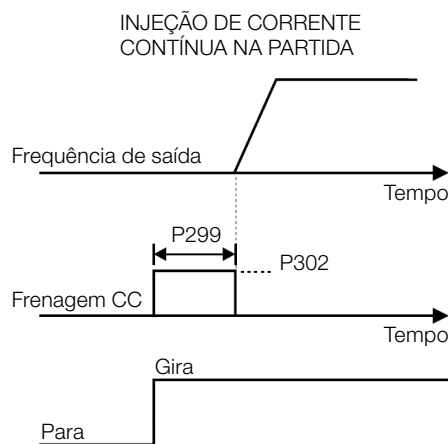 INJEÇÃO DE CORRENTE
CONTÍNUA NA PARTIDA
Frequência de saída
Tempo
P299
P302
Frenagem CC
Tempo
Gira
Para